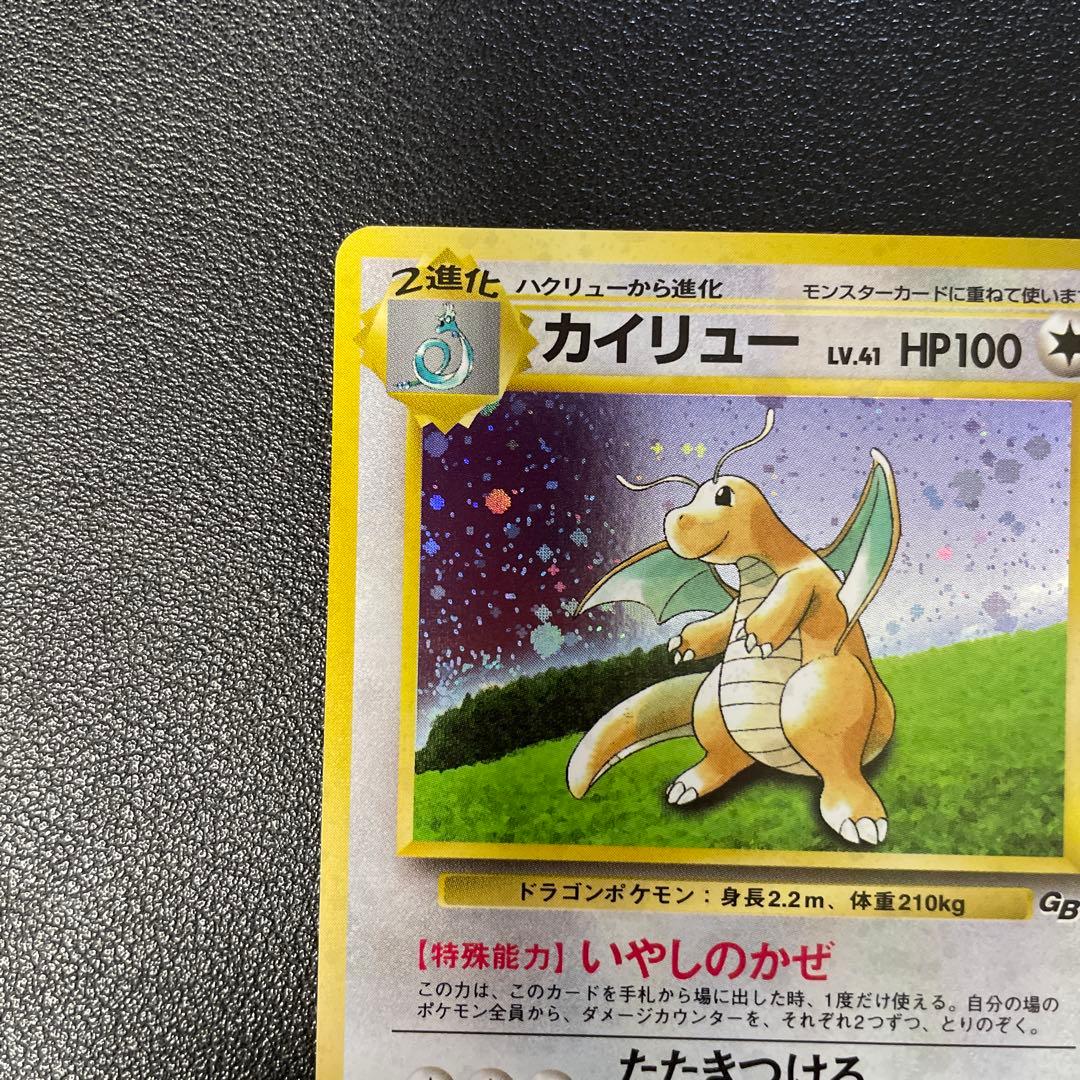 2進化 ハクリューから進化 モンスターカードに重ねて使いま
カイリュー LV.41 HP100
ドラゴンポケモン：身長2.2m、体重210kg
GB
【特殊能力】いやしのかぜ
この力は、このカードを手札から場に出した時、1度だけ使える。自分の場の
ポケモン全員から、ダメージカウンターを、それぞれ2つずつ、とりのぞく。
たたきつける